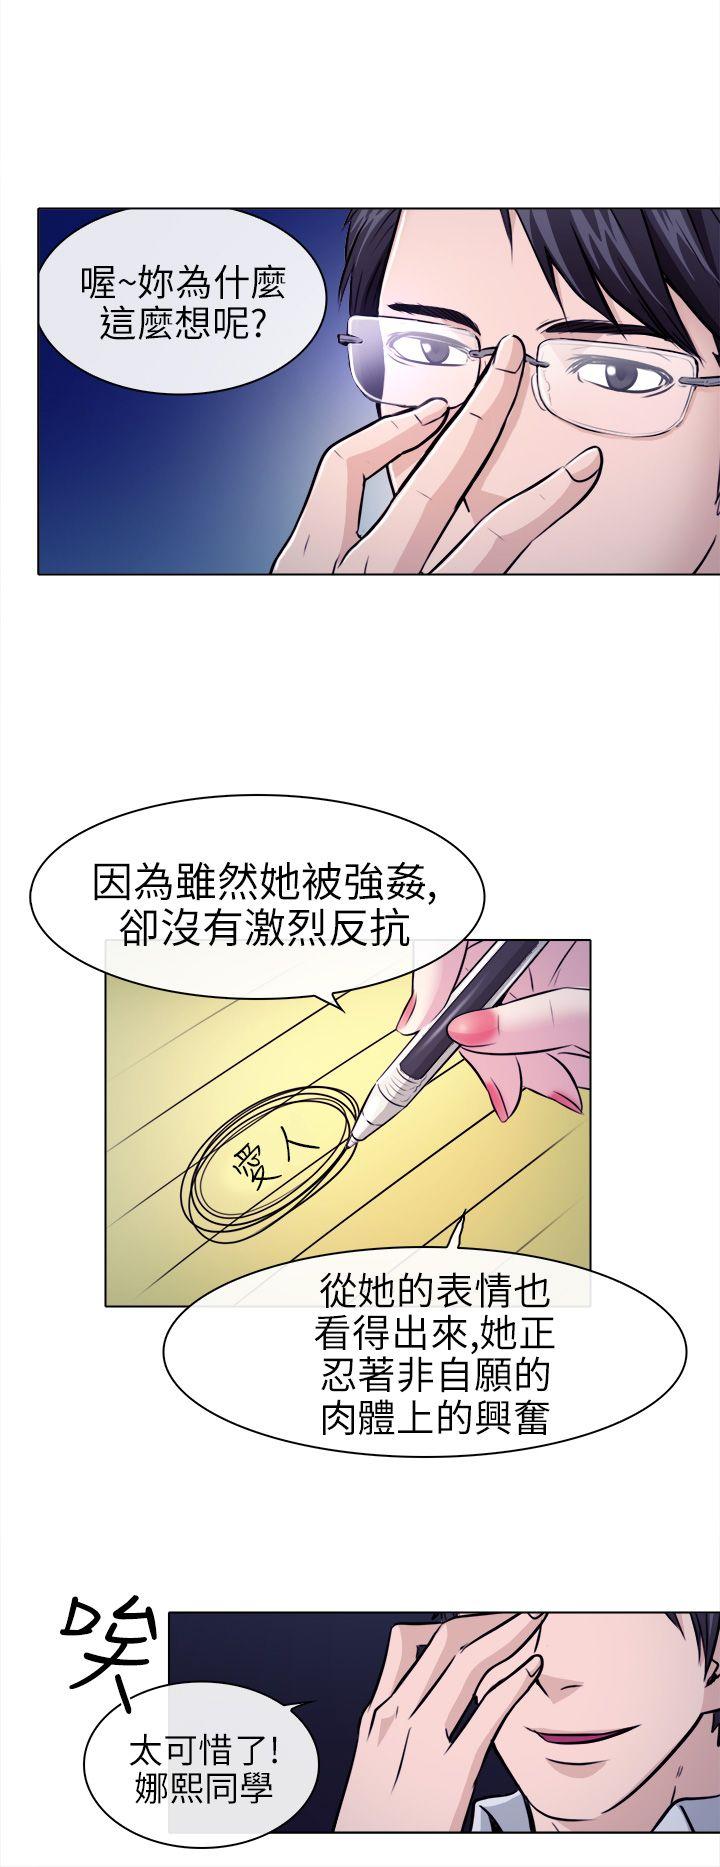 喔~妳為什麼
這麼想呢?
因為雖然她被強姦,
卻沒有激烈反抗
愛人
從她的表情也
看得出來,她正
忍著非自願的
肉體上的興奮
唉
太可惜了!
娜熙同學